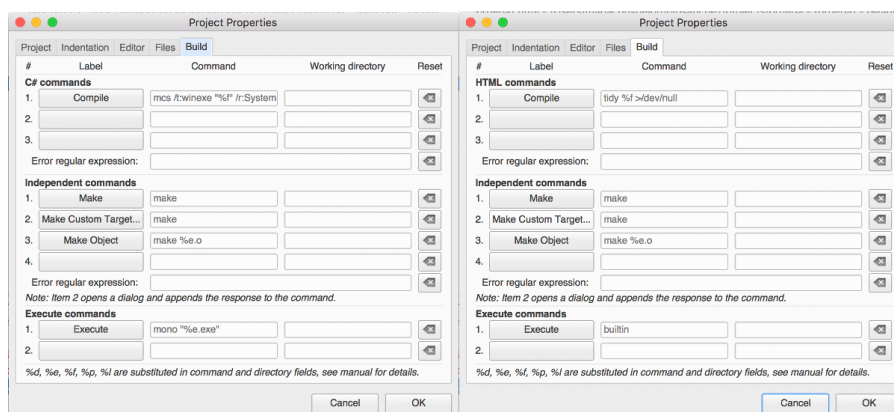 Project Properties
Project Indentation Editor Files Build
# Label Command Working directory Reset
C# commands
1. Compile mcs /t:winexe "%f" /r:System
2.
3.
Error regular expression:
Independent commands
1. Make make
2. Make Custom Target... make
3. Make Object make %e.o
4.
Error regular expression:
Note: Item 2 opens a dialog and appends the response to the command.
Execute commands
1. Execute mono "%e.exe"
2.
%d, %e, %f, %p, %l are substituted in command and directory fields, see manual for details.
Cancel OK
Project Properties
Project Indentation Editor Files Build
# Label Command Working directory Reset
HTML commands
1. Compile tidy %f >/dev/null
2.
3.
Error regular expression:
Independent commands
1. Make make
2. Make Custom Target... make
3. Make Object make %e.o
4.
Error regular expression:
Note: Item 2 opens a dialog and appends the response to the command.
Execute commands
1. Execute builtin
2.
%d, %e, %f, %p, %l are substituted in command and directory fields, see manual for details.
Cancel OK